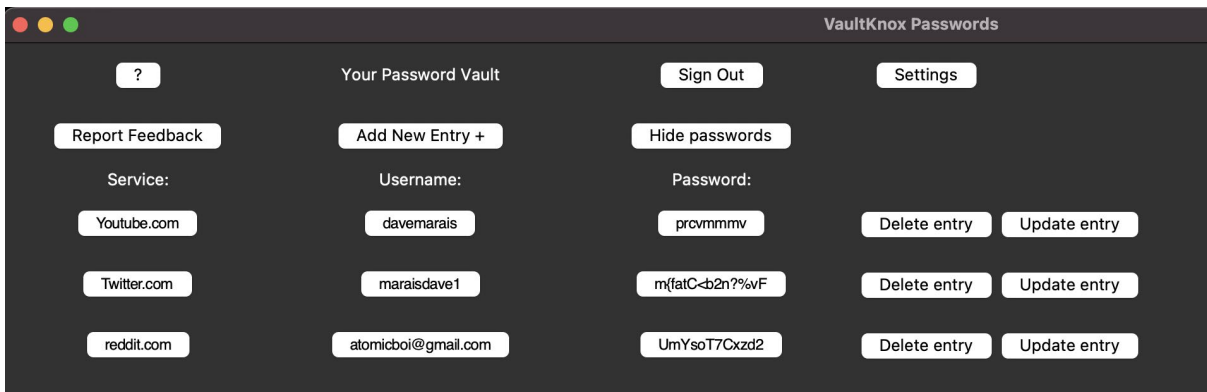 VaultKnox Passwords
? Your Password Vault Sign Out Settings
Report Feedback Add New Entry + Hide passwords
Service: Username: Password:
Youtube.com davemarais prcvmmmv Delete entry Update entry
Twitter.com maraisdave1 m{fatC<b2n?%vF Delete entry Update entry
reddit.com atomicboi@gmail.com UmYsoT7Cxzd2 Delete entry Update entry